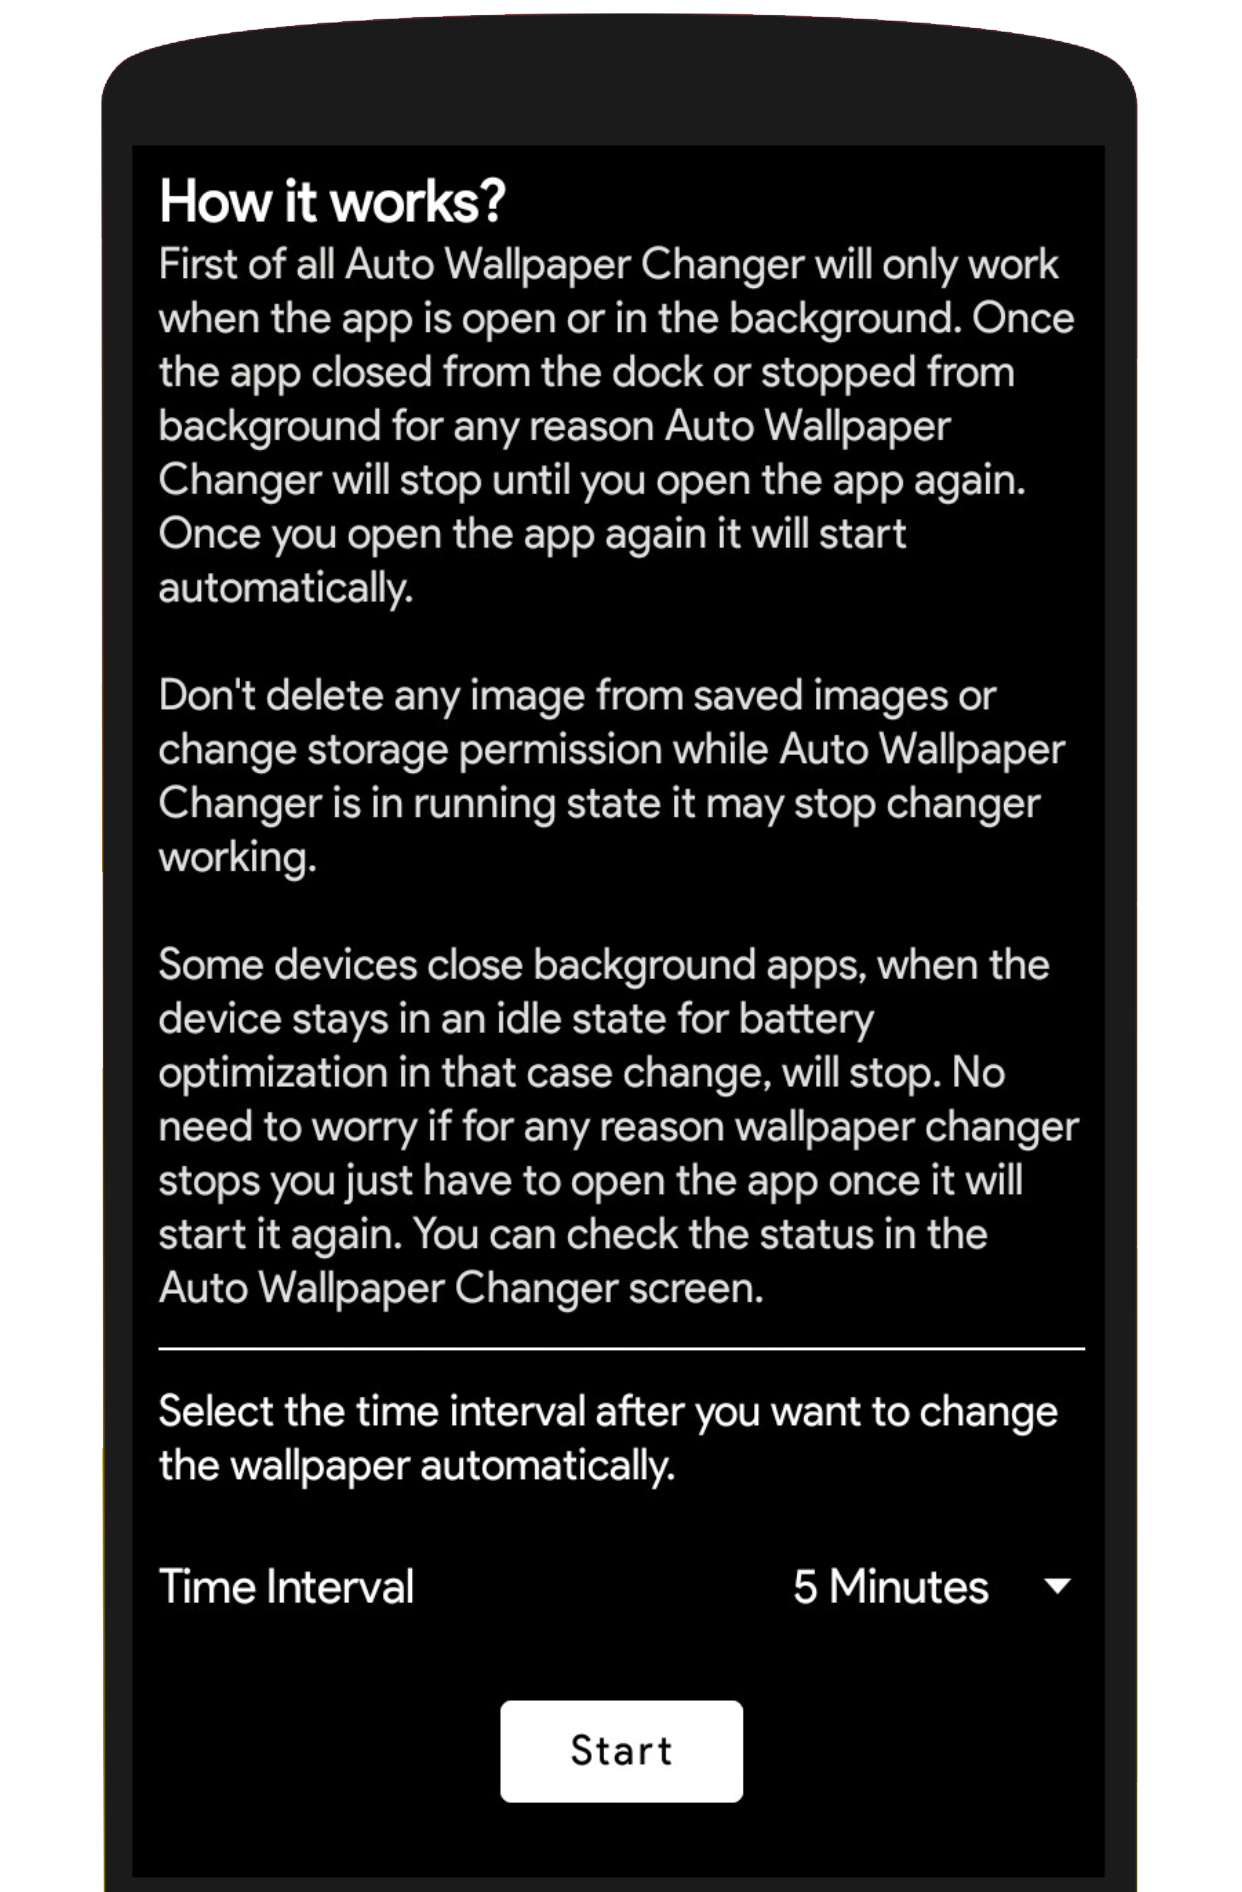 How it works?
First of all Auto Wallpaper Changer will only work
when the app is open or in the background. Once
the app closed from the dock or stopped from
background for any reason Auto Wallpaper
Changer will stop until you open the app again.
Once you open the app again it will start
automatically.
Don't delete any image from saved images or
change storage permission while Auto Wallpaper
Changer is in running state it may stop changer
working.
Some devices close background apps, when the
device stays in an idle state for battery
optimization in that case change, will stop. No
need to worry if for any reason wallpaper changer
stops you just have to open the app once it will
start it again. You can check the status in the
Auto Wallpaper Changer screen.
Select the time interval after you want to change
the wallpaper automatically.
Time Interval 5 Minutes
Start